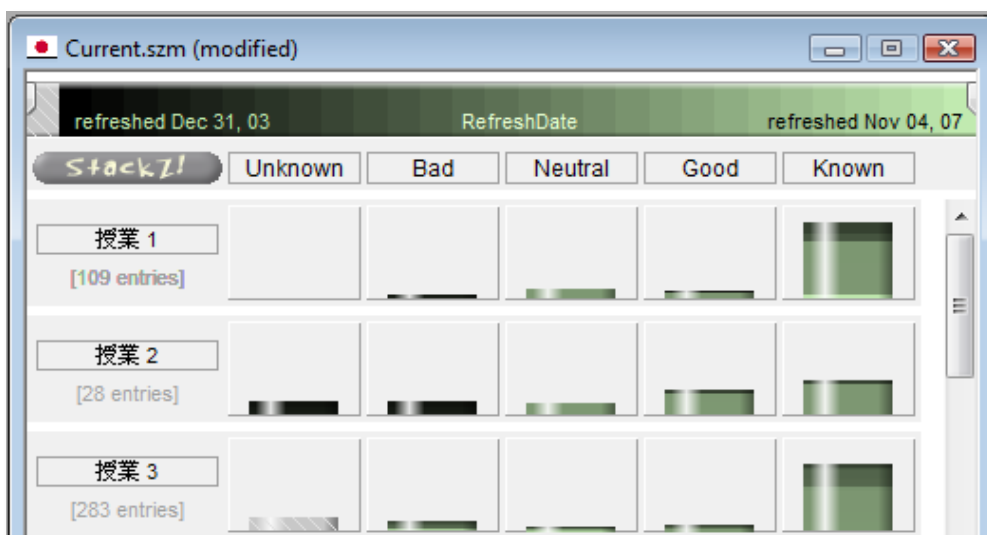 Current.szm (modified)
refreshed Dec 31, 03 RefreshDate refreshed Nov 04, 07
StackZ! Unknown Bad Neutral Good Known
授業 1
[109 entries]
授業 2
[28 entries]
授業 3
[283 entries]